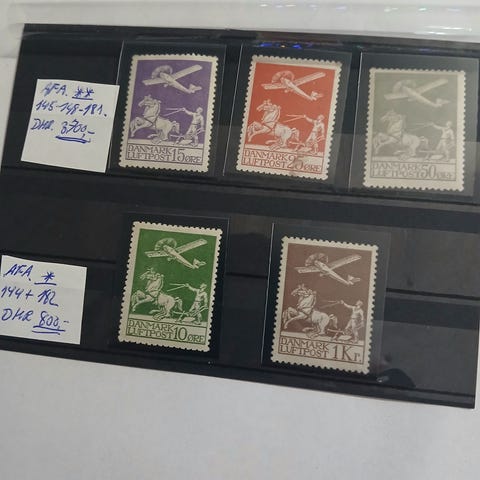 AFA. **
145-148-181.
DKR. 3700,-
DANMARK
LUFTPOST 15 ØRE
DANMARK
LUFTPOST 25 ØRE
DANMARK
LUFTPOST 50 ØRE
AFA. *
144 + 182
DKR 800,-
DANMARK
LUFTPOST 10 ØRE
DANMARK
LUFTPOST 1 Kr.